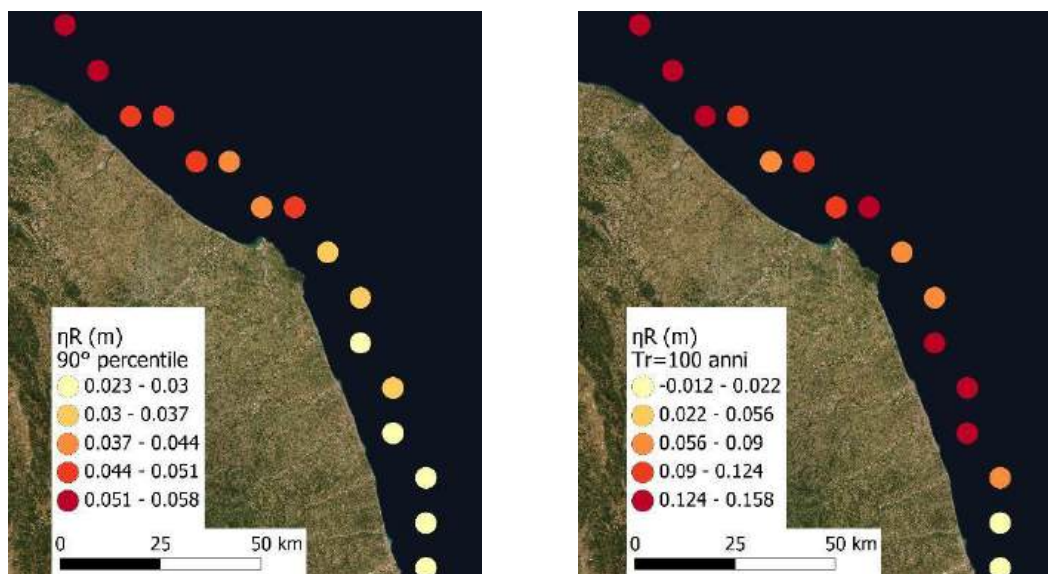 ηR (m)
90° percentile
0.023 - 0.03
0.03 - 0.037
0.037 - 0.044
0.044 - 0.051
0.051 - 0.058
0 25 50 km
ηR (m)
Tr=100 anni
-0.012 - 0.022
0.022 - 0.056
0.056 - 0.09
0.09 - 0.124
0.124 - 0.158
0 25 50 km